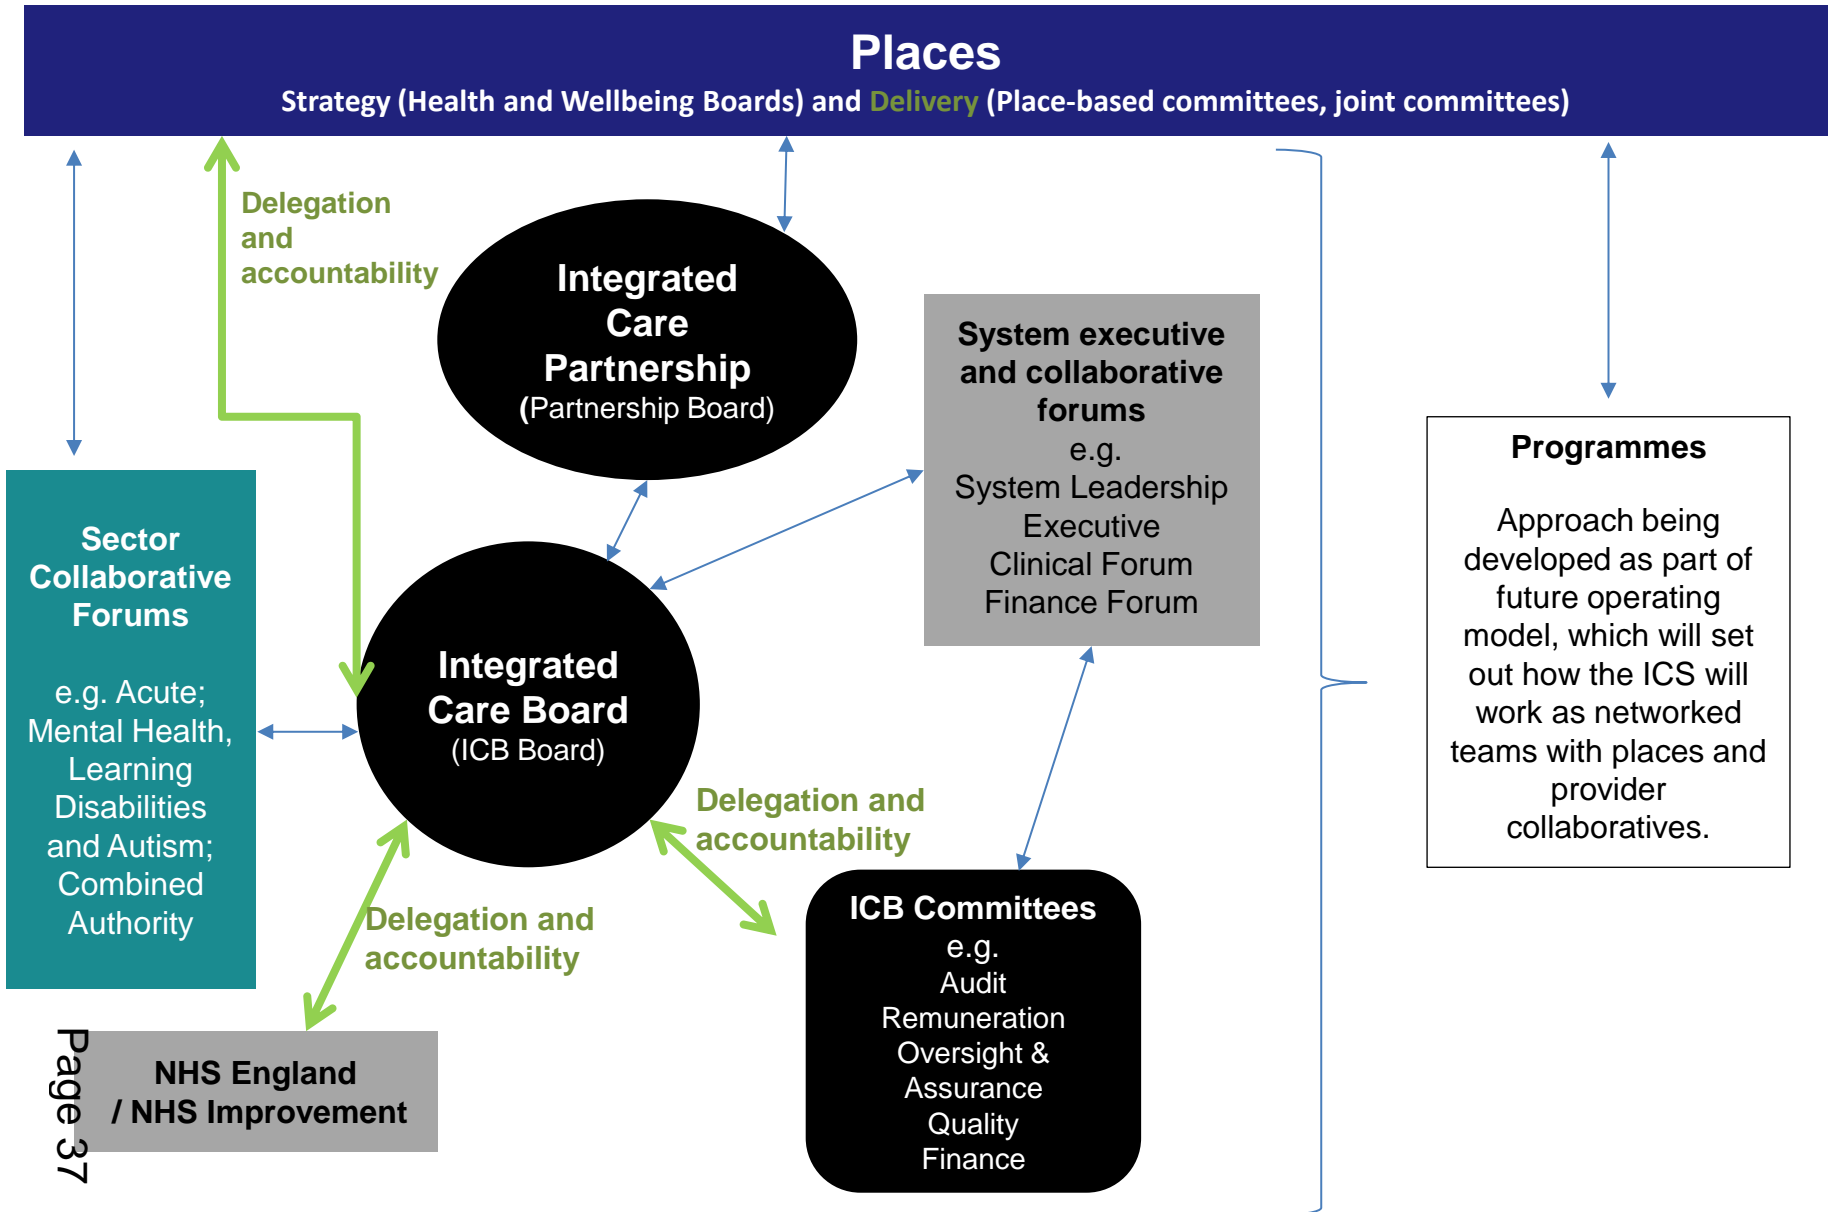 Places
Strategy (Health and Wellbeing Boards) and Delivery (Place-based committees, joint committees)
Delegation
and
accountability
Integrated
Care
Partnership
(Partnership Board)
System executive
and collaborative
forums
e.g.
System Leadership
Executive
Clinical Forum
Finance Forum
Programmes
Approach being
developed as part of
future operating
model, which will set
out how the ICS will
work as networked
teams with places and
provider
collaboratives.
Sector
Collaborative
Forums
e.g. Acute;
Mental Health,
Learning
Disabilities
and Autism;
Combined
Authority
Integrated
Care Board
(ICB Board)
Delegation and
accountability
Delegation and
accountability
ICB Committees
e.g.
Audit
Remuneration
Oversight &
Assurance
Quality
Finance
NHS England
/ NHS Improvement
Page 37